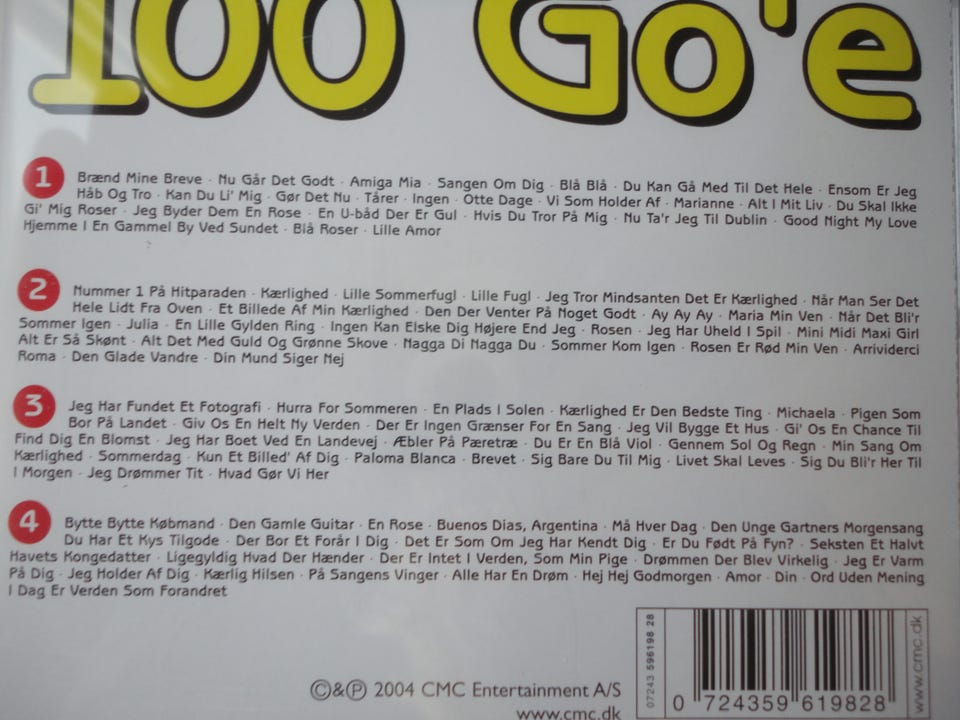 100 Go'e
1 Brænd Mine Breve · Nu Går Det Godt · Amiga Mia · Sangen Om Dig · Blå Blå · Du Kan Gå Med Til Det Hele · Ensom Er Jeg
Håb Og Tro · Kan Du Li' Mig · Gør Det Nu · Tårer · Ingen · Otte Dage · Vi Som Holder Af · Marianne · Alt I Mit Liv · Du Skal Ikke
Gi' Mig Roser · Jeg Byder Dem En Rose · En U-båd Der Er Gul · Hvis Du Tror På Mig · Nu Ta'r Jeg Til Dublin · Good Night My Love
Hjemme I En Gammel By Ved Sundet · Blå Roser · Lille Amor
2 Nummer 1 På Hitparaden · Kærlighed · Lille Sommerfugl · Lille Fugl · Jeg Tror Mindsanten Det Er Kærlighed · Når Man Ser Det
Hele Lidt Fra Oven · Et Billede Af Min Kærlighed · Den Der Venter På Noget Godt · Ay Ay Ay · Maria Min Ven · Når Det Bli'r
Sommer Igen · Julia · En Lille Gylden Ring · Ingen Kan Elske Dig Højere End Jeg · Rosen · Jeg Har Uheld I Spil · Mini Midi Maxi Girl
Alt Er Så Skønt · Alt Det Med Guld Og Grønne Skove · Nagga Di Nagga Du · Sommer Kom Igen · Rosen Er Rød Min Ven · Arrividerci
Roma · Den Glade Vandre · Din Mund Siger Nej
3 Jeg Har Fundet Et Fotografi · Hurra For Sommeren · En Plads I Solen · Kærlighed Er Den Bedste Ting · Michaela · Pigen Som
Bor På Landet · Giv Os En Helt Ny Verden · Der Er Ingen Grænser For En Sang · Jeg Vil Bygge Et Hus · Gi' Os En Chance Til
Find Dig En Blomst · Jeg Har Boet Ved En Landevej · Æbler På Pæretræ · Du Er En Blå Viol · Gennem Sol Og Regn · Min Sang Om
Kærlighed · Sommerdag · Kun Et Billed' Af Dig · Paloma Blanca · Brevet · Sig Bare Du Til Mig · Livet Skal Leves · Sig Du Bli'r Her Til
I Morgen · Jeg Drømmer Tit · Hvad Gør Vi Her
4 Bytte Bytte Købmand · Den Gamle Guitar · En Rose · Buenos Dias, Argentina · Må Hver Dag · Den Unge Gartners Morgensang
Du Har Et Kys Tilgode · Der Bor Et Forår I Dig · Det Er Som Om Jeg Har Kendt Dig · Er Du Født På Fyn? · Seksten Et Halvt
Havets Kongedatter · Ligegyldig Hvad Der Hænder · Der Er Intet I Verden, Som Min Pige · Drømmen Der Blev Virkelig · Jeg Er Varm
På Dig · Jeg Holder Af Dig · Kærlig Hilsen · På Sangens Vinger · Alle Har En Drøm · Hej Hej Godmorgen · Amor · Din · Ord Uden Mening
I Dag Er Verden Som Forandret
©&℗ 2004 CMC Entertainment A/S
www.cmc.dk
07243 596198 28
0 724359 619828
www.cmc.dk